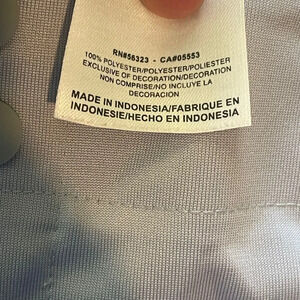 RN#56323 - CA#05553
100% POLYESTER/POLYESTER/POLIESTER
EXCLUSIVE OF DECORATION/DECORATION
NON COMPRISE/NO INCLUYE LA
DECORACION
MADE IN INDONESIA/FABRIQUE EN
INDONESIE/HECHO EN INDONESIA